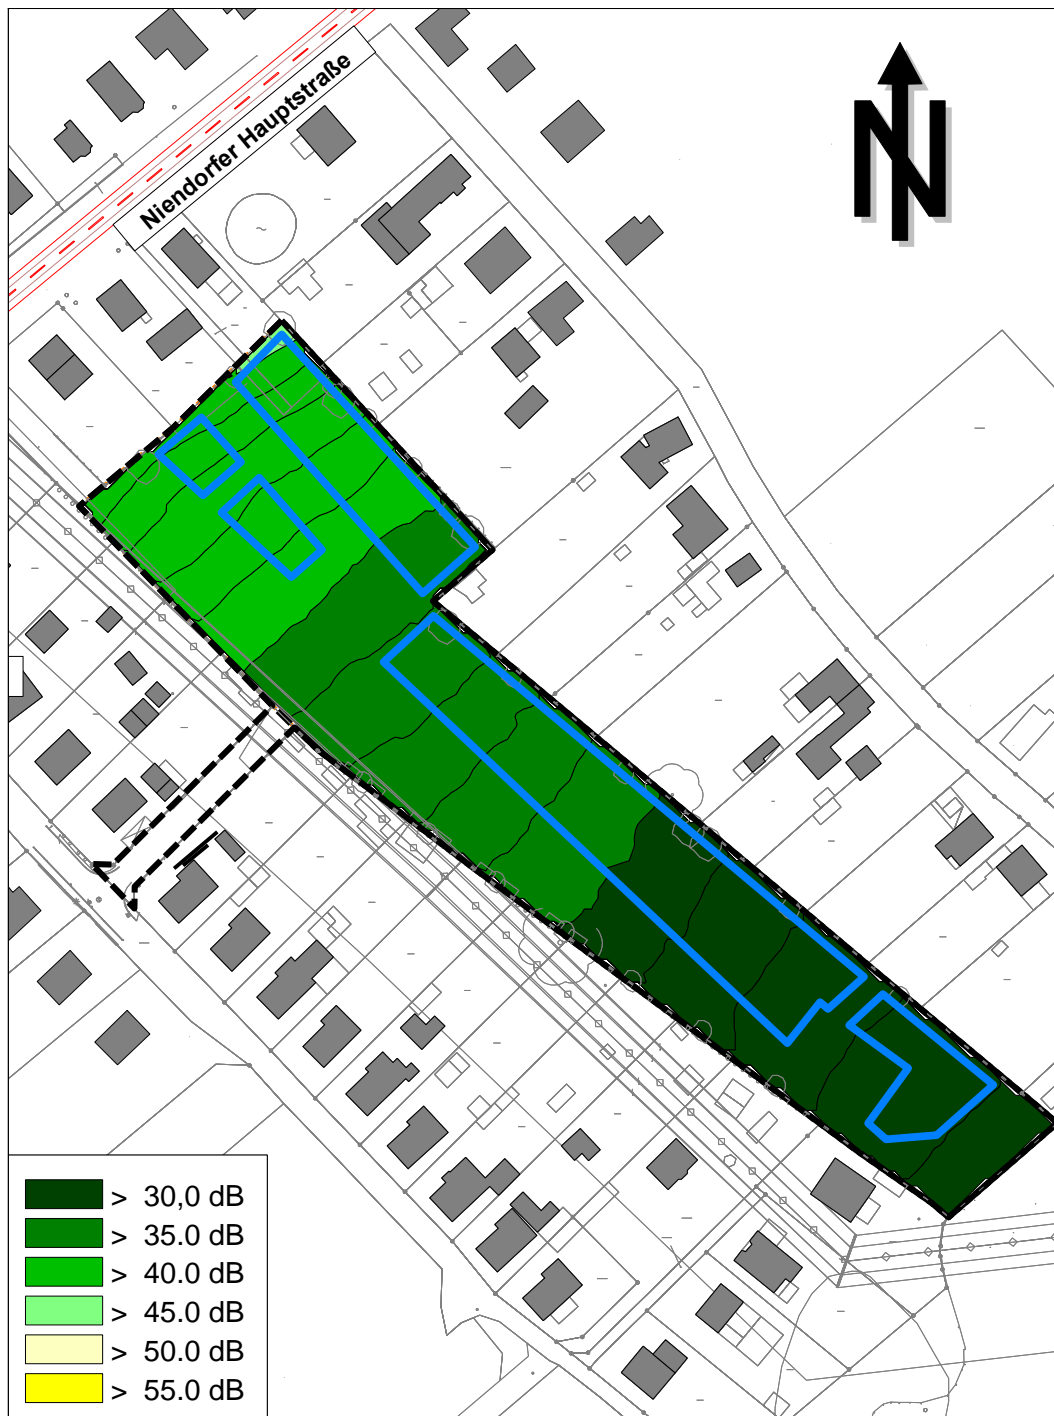 Niendorfer Hauptstraße
N
> 30,0 dB
> 35.0 dB
> 40.0 dB
> 45.0 dB
> 50.0 dB
> 55.0 dB